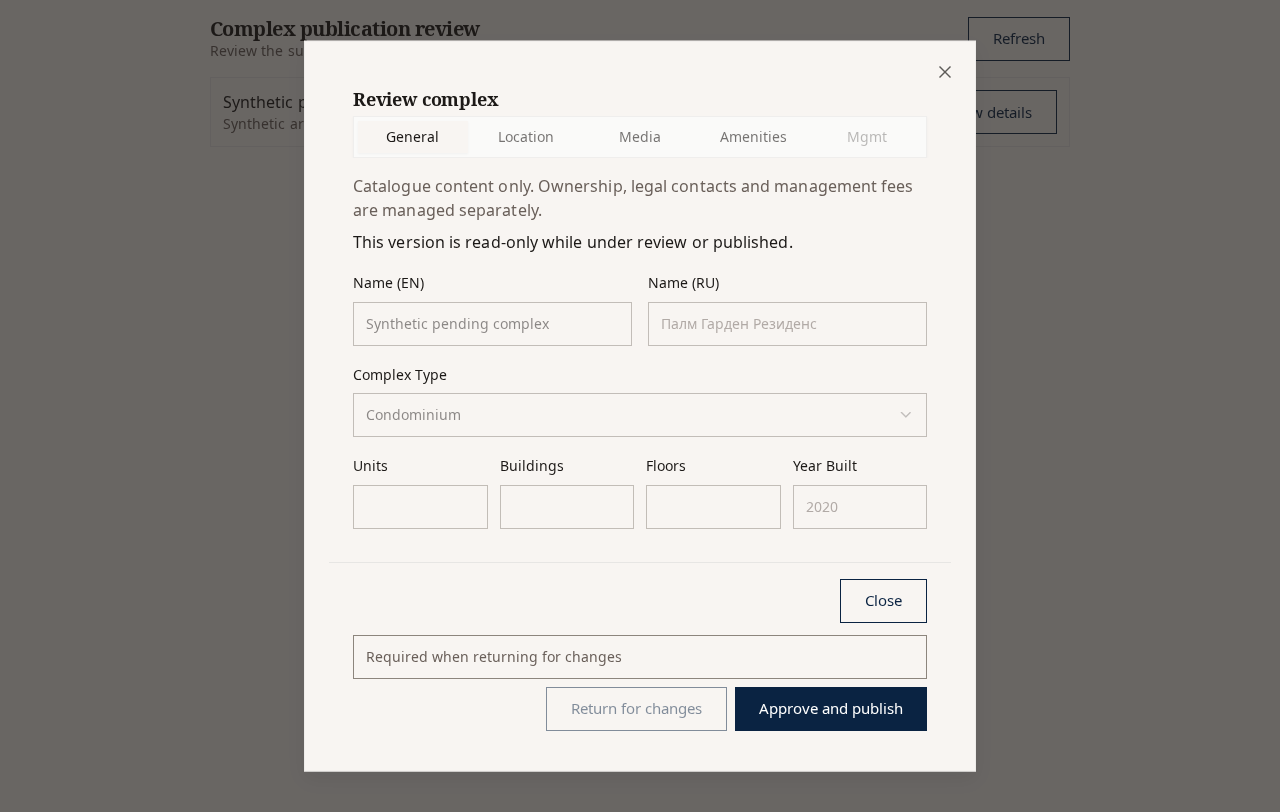 Complex publication review
Review the su
Refresh
Synthetic p
Synthetic ar
w details
Review complex
General
Location
Media
Amenities
Mgmt
Catalogue content only. Ownership, legal contacts and management fees
are managed separately.
This version is read-only while under review or published.
Name (EN)
Name (RU)
Synthetic pending complex
Палм Гарден Резиденс
Complex Type
Condominium
Units
Buildings
Floors
Year Built
2020
Close
Required when returning for changes
Return for changes
Approve and publish